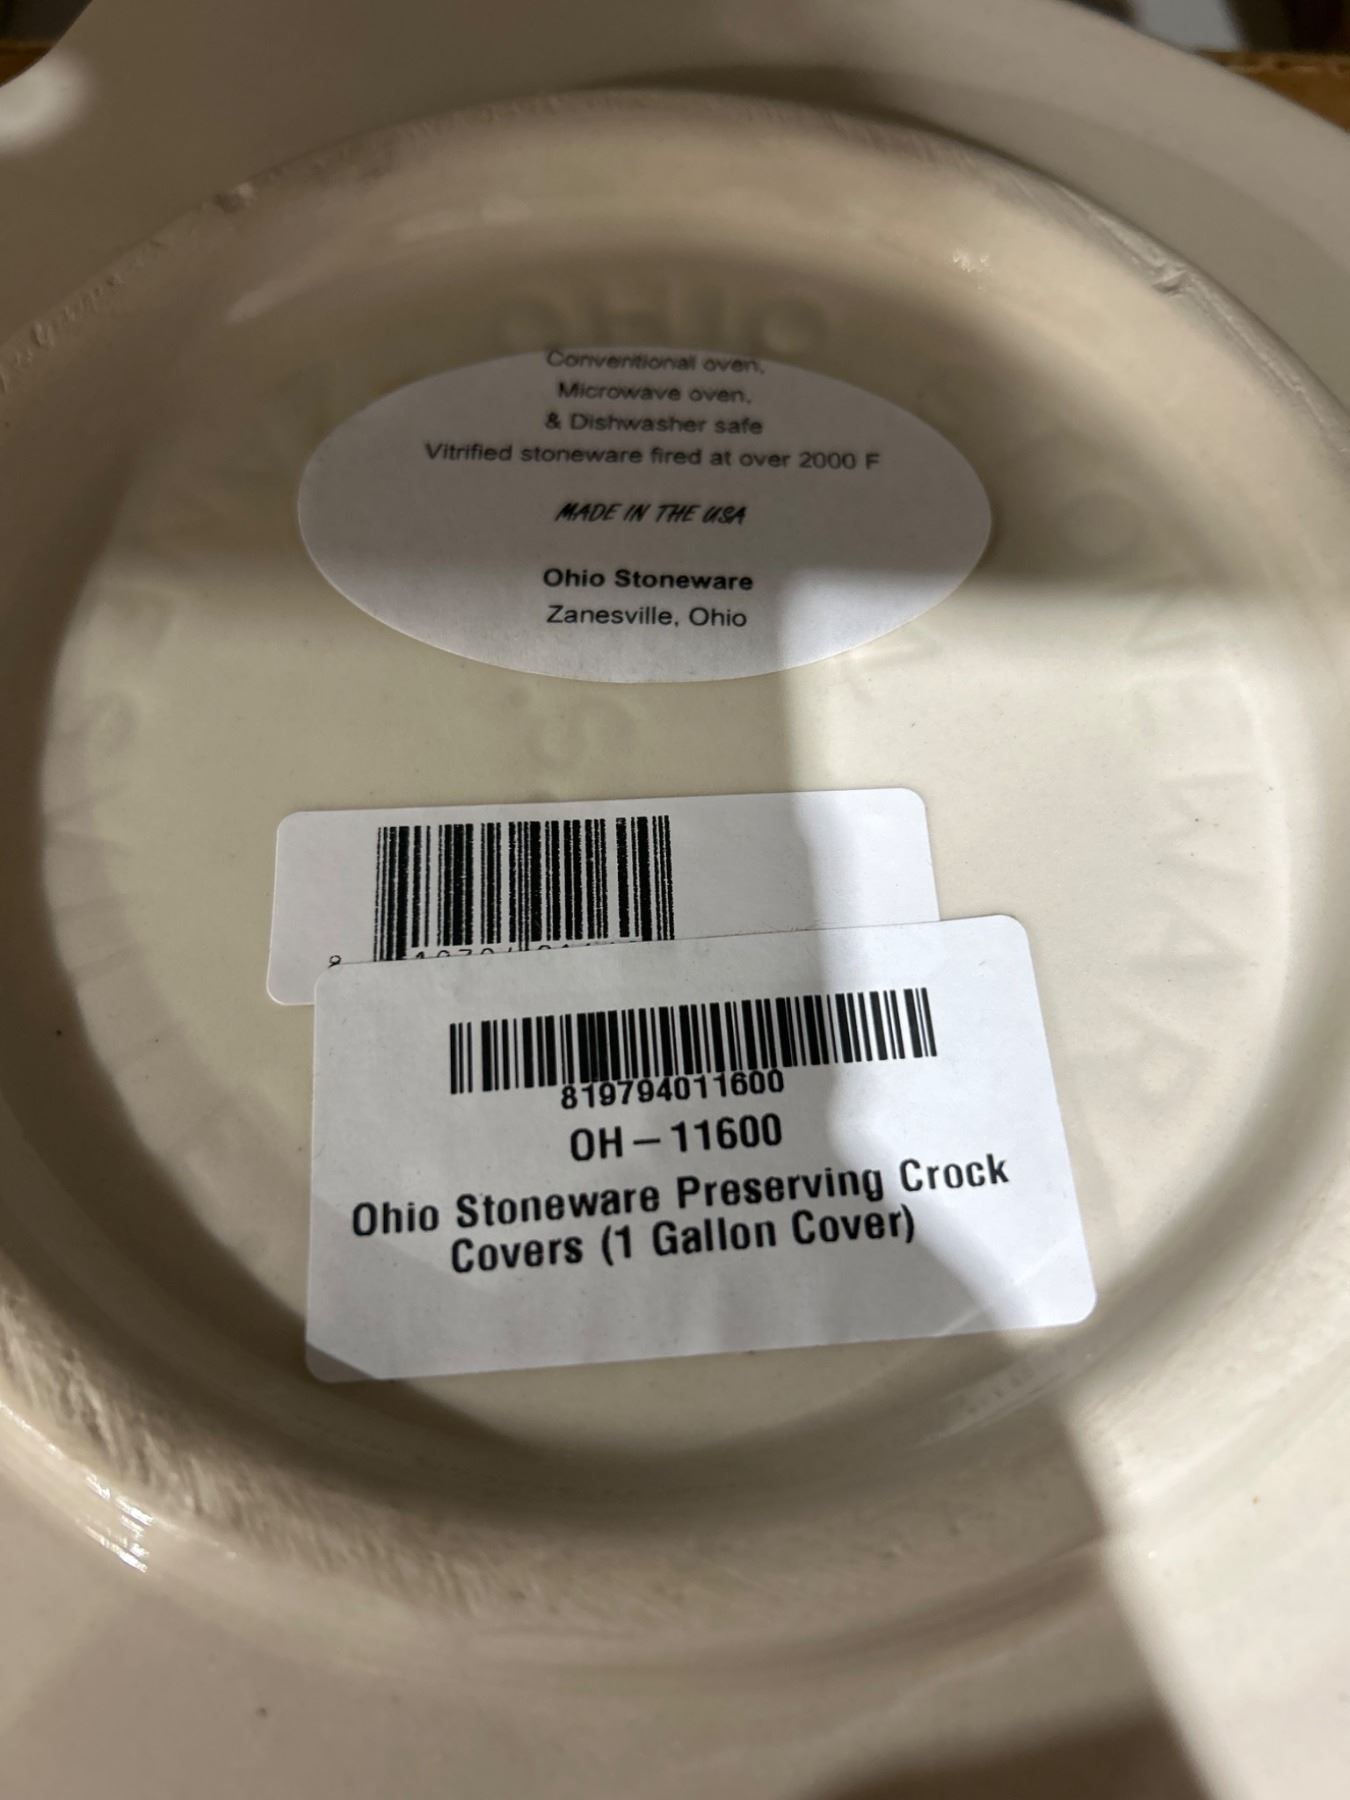 OHIO
Conventional oven,
Microwave oven,
& Dishwasher safe
Vitrified stoneware fired at over 2000 F
MADE IN THE USA
Ohio Stoneware
Zanesville, Ohio
819794011600
OH-11600
Ohio Stoneware Preserving Crock
Covers (1 Gallon Cover)